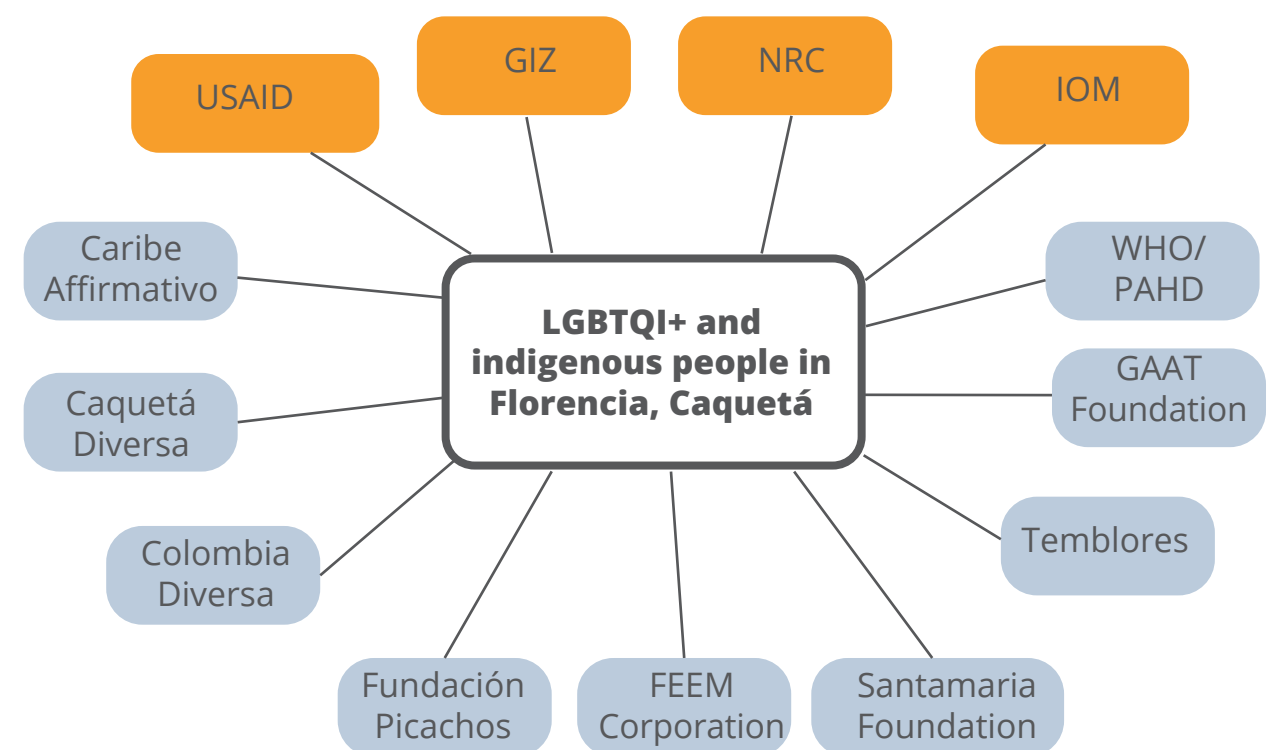 USAID
GIZ
NRC
IOM
Caribe
Affirmativo
WHO/
PAHD
LGBTQI+ and
indigenous people in
Florencia, Caquetá
Caquetá
Diversa
GAAT
Foundation
Colombia
Diversa
Temblores
Fundación
Picachos
FEEM
Corporation
Santamaria
Foundation